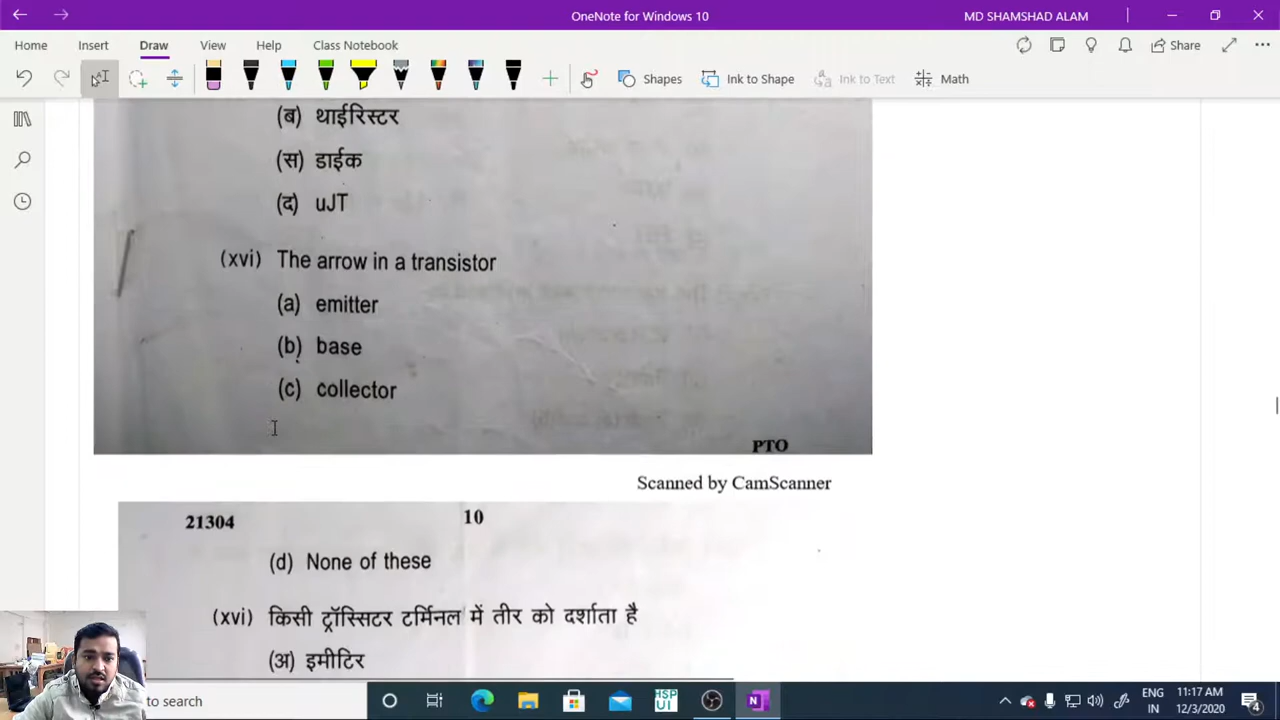 OneNote for Windows 10
MD SHAMSHAD ALAM
Home Insert Draw View Help Class Notebook
Share
Shapes
Ink to Shape
Ink to Text
Math
(ब) थाईरिस्टर
(स) डाईक
(द) uJT
(xvi) The arrow in a transistor
(a) emitter
(b) base
(c) collector
PTO
Scanned by CamScanner
21304
10
(d) None of these
(xvi) किसी ट्रॉस्सिटर टर्मिनल में तीर को दर्शाता है
(अ) इमीटिर
to search
HSP
UI
ENG
IN
11:17 AM
12/3/2020
4